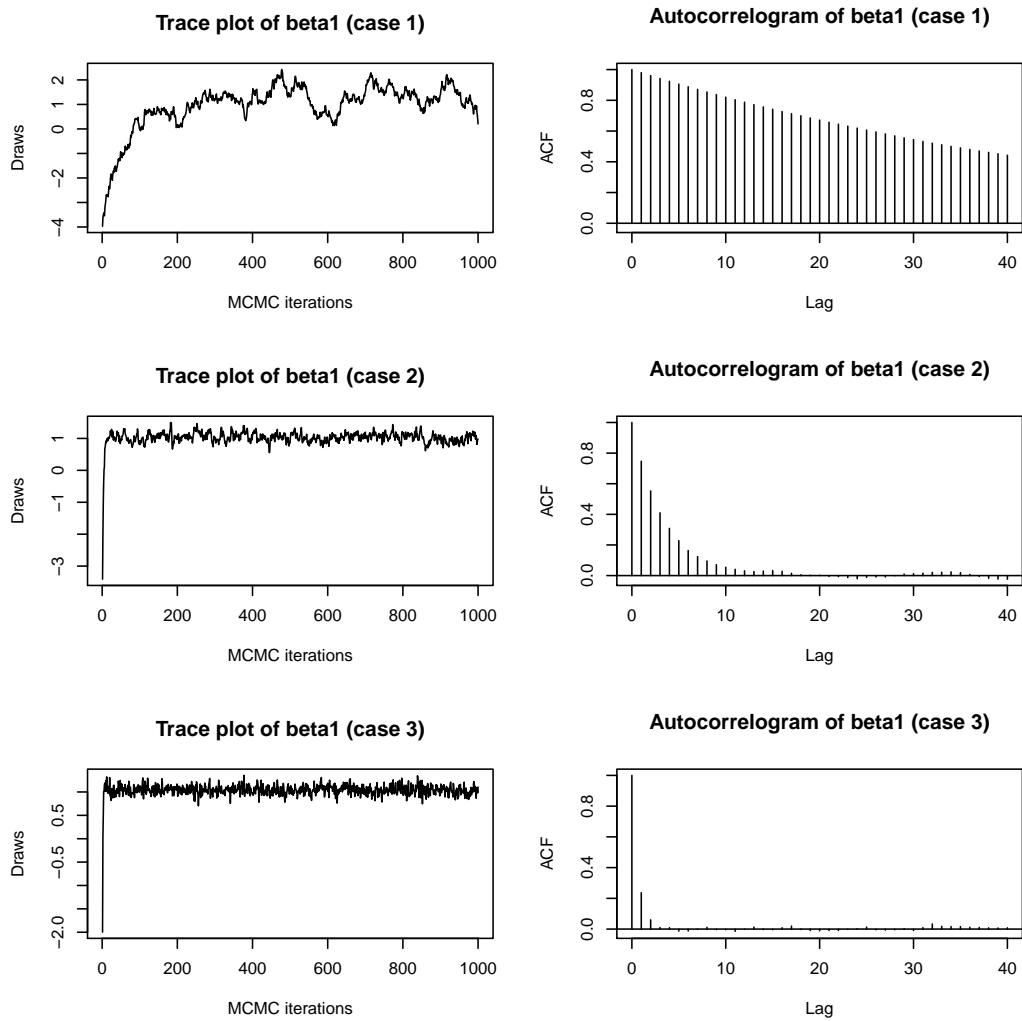 Trace plot of beta1 (case 1)
Draws
2
1
0
−2
−4
0 200 400 600 800 1000
MCMC iterations
Autocorrelogram of beta1 (case 1)
ACF
0.8
0.4
0.0
0 10 20 30 40
Lag
Trace plot of beta1 (case 2)
Draws
1
0
−1
−3
0 200 400 600 800 1000
MCMC iterations
Autocorrelogram of beta1 (case 2)
ACF
0.8
0.4
0.0
0 10 20 30 40
Lag
Trace plot of beta1 (case 3)
Draws
0.5
−0.5
−2.0
0 200 400 600 800 1000
MCMC iterations
Autocorrelogram of beta1 (case 3)
ACF
0.8
0.4
0.0
0 10 20 30 40
Lag